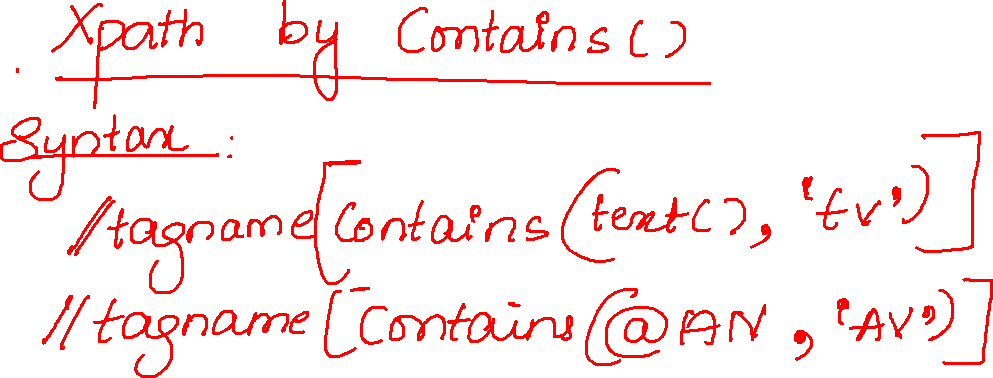 Xpath by Contains()
Syntax :
//tagname[Contains(text(), 'tv')]
//tagname[Contains(@AN, 'AV')]